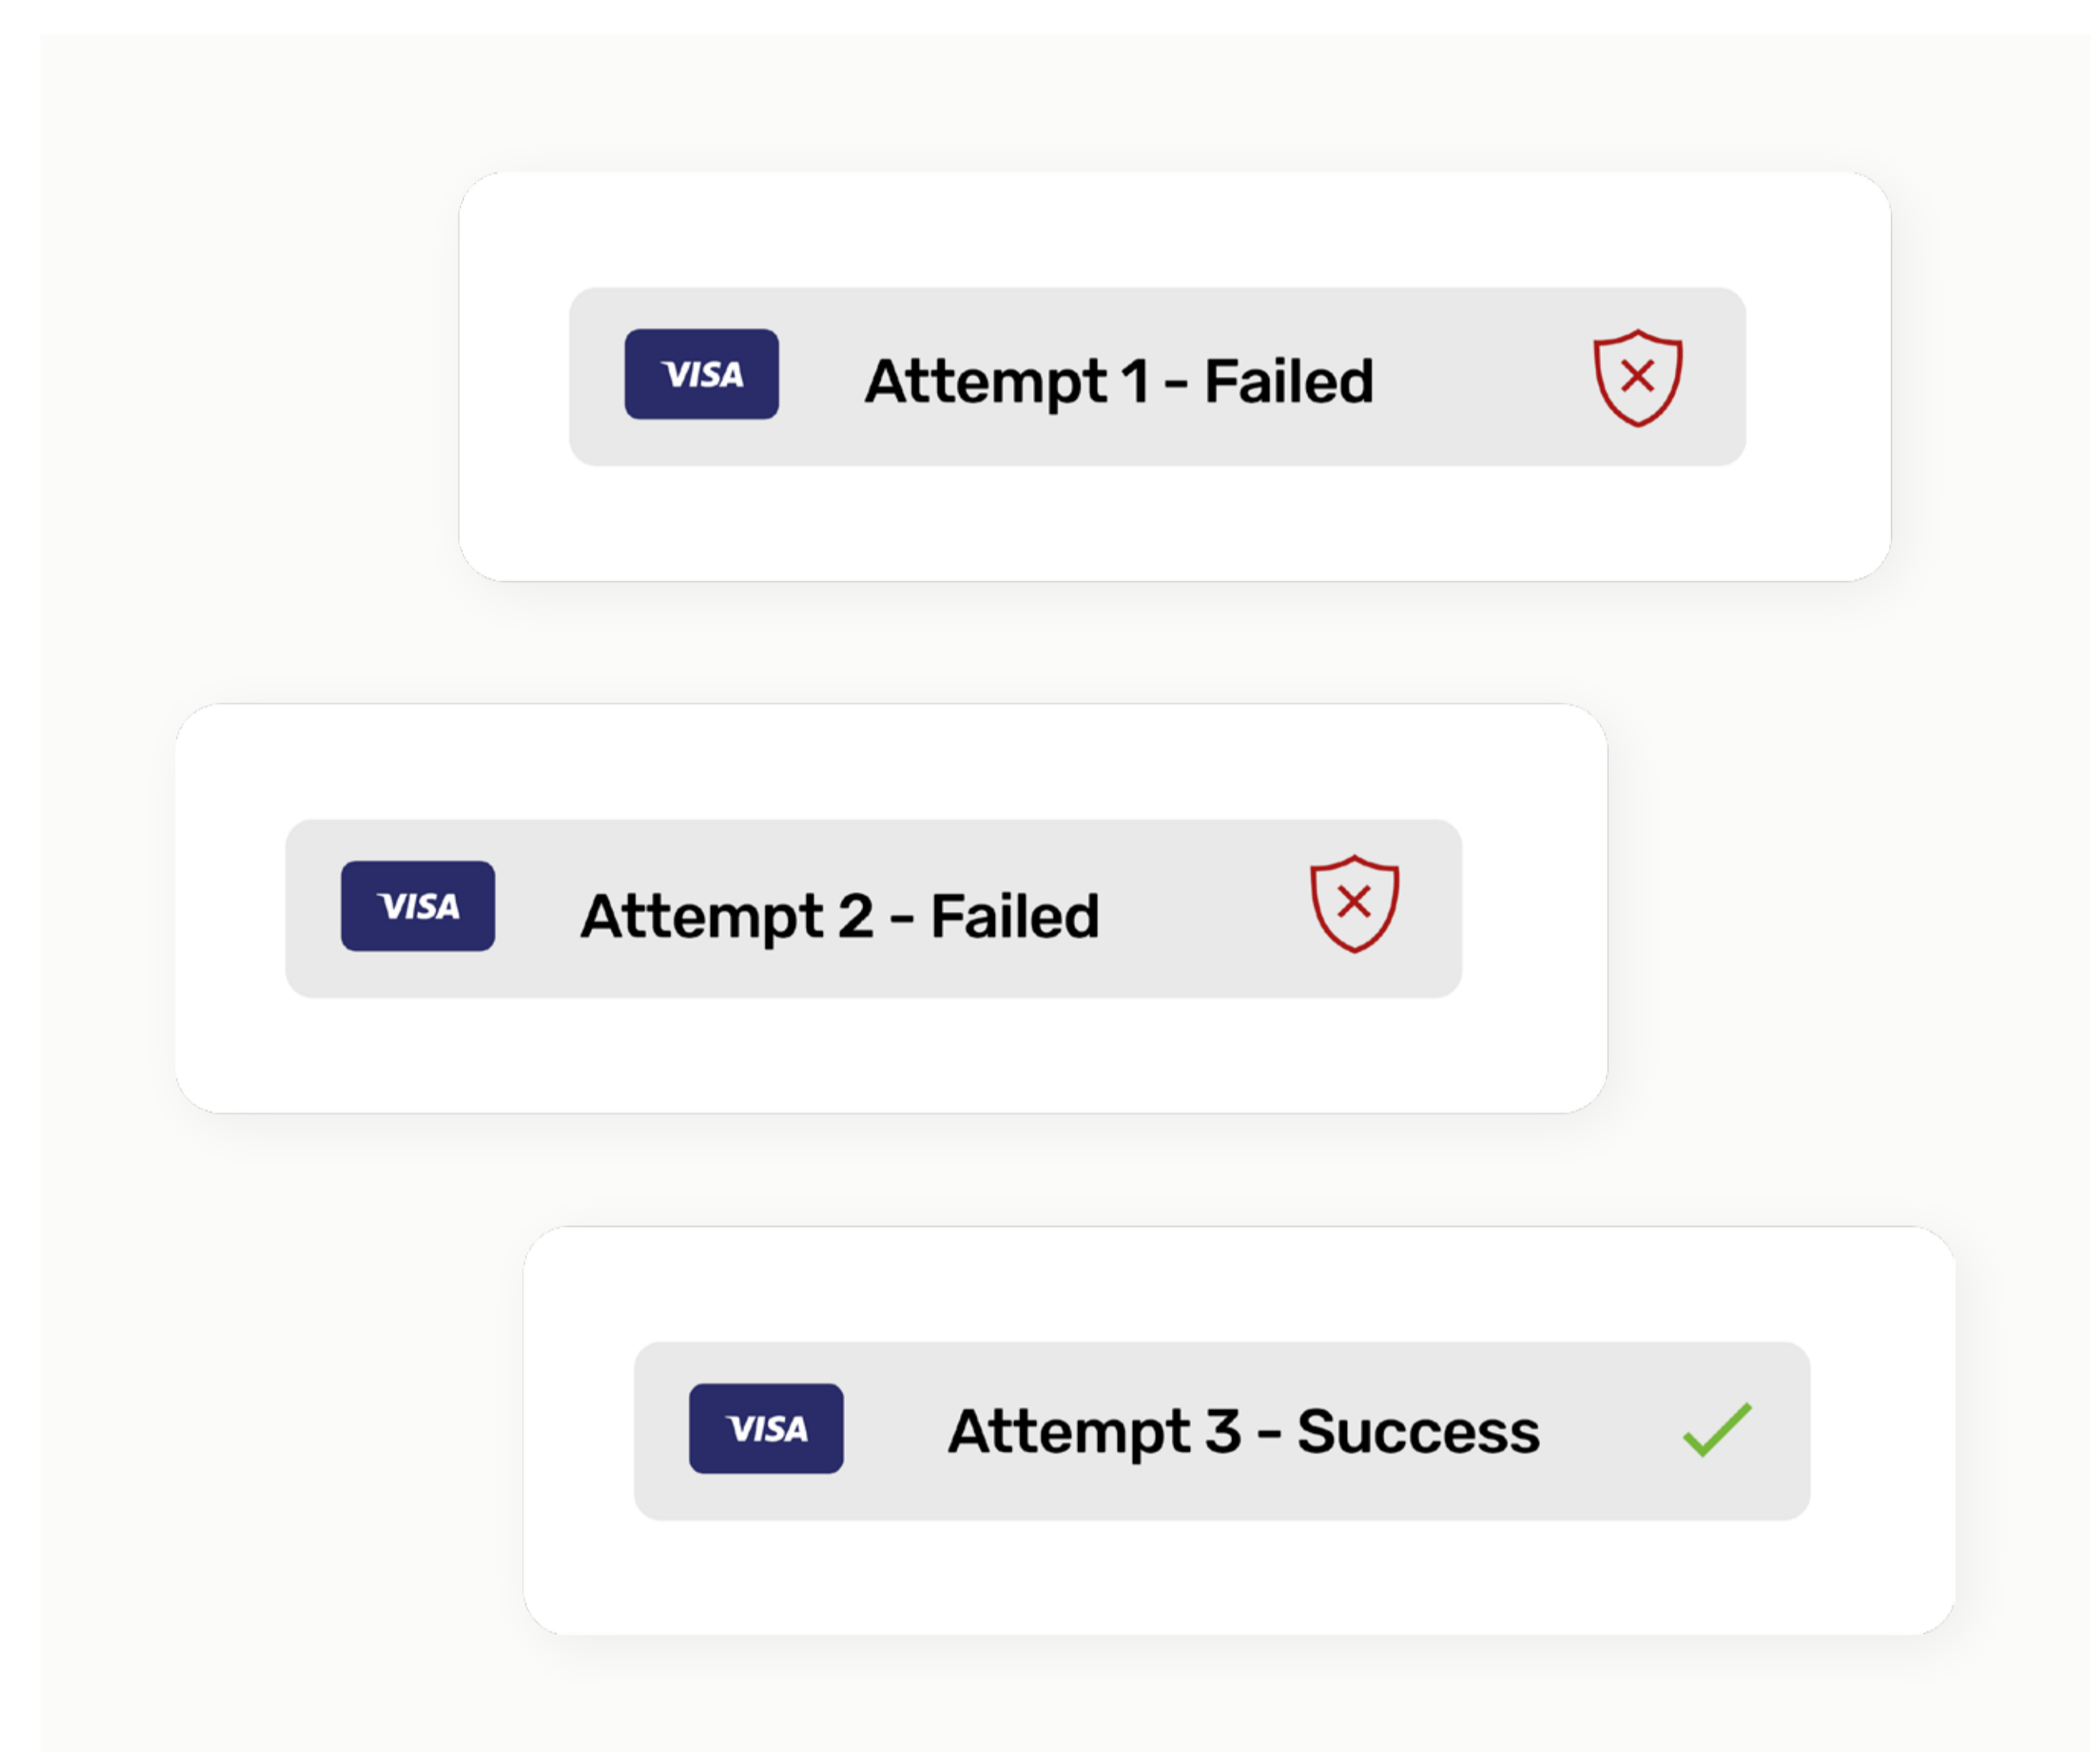 VISA Attempt 1 - Failed
VISA Attempt 2 - Failed
VISA Attempt 3 - Success